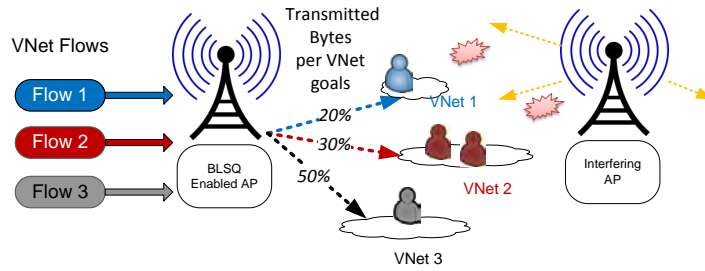 VNet Flows
Flow 1
Flow 2
Flow 3
BLSQ
Enabled AP
Transmitted
Bytes
per VNet
goals
20%
30%
50%
VNet 1
VNet 2
VNet 3
Interfering
AP